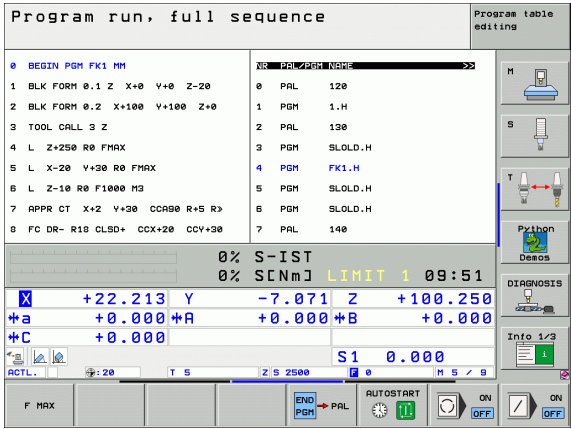 Program run, full sequence
Program table
editing
0 BEGIN PGM FK1 MM
1 BLK FORM 0.1 Z X+0 Y+0 Z-20
2 BLK FORM 0.2 X+100 Y+100 Z+0
3 TOOL CALL 3 Z
4 L Z+250 R0 FMAX
5 L X-20 Y+30 R0 FMAX
6 L Z-10 R0 F1000 M3
7 APPR CT X+2 Y+30 CCA90 R+5 R»
8 FC DR- R18 CLSD+ CCX+20 CCY+30
NR PAL/PGM NAME >>
0 PAL 120
1 PGM 1.H
2 PAL 130
3 PGM SLOLD.H
4 PGM FK1.H
5 PGM SLOLD.H
6 PGM SLOLD.H
7 PAL 140
M
S
T
Python
Demos
DIAGNOSIS
Info 1/3
0% S-IST
0% S[Nm] LIMIT 1 09:51
X +22.213 Y -7.071 Z +100.250
a +0.000 A +0.000 B +0.000
C +0.000
S1 0.000
ACTL. : 20 T 5 Z S 2500 F 0 M 5 / 9
F MAX
END
PGM → PAL
AUTOSTART
ON
OFF
ON
OFF